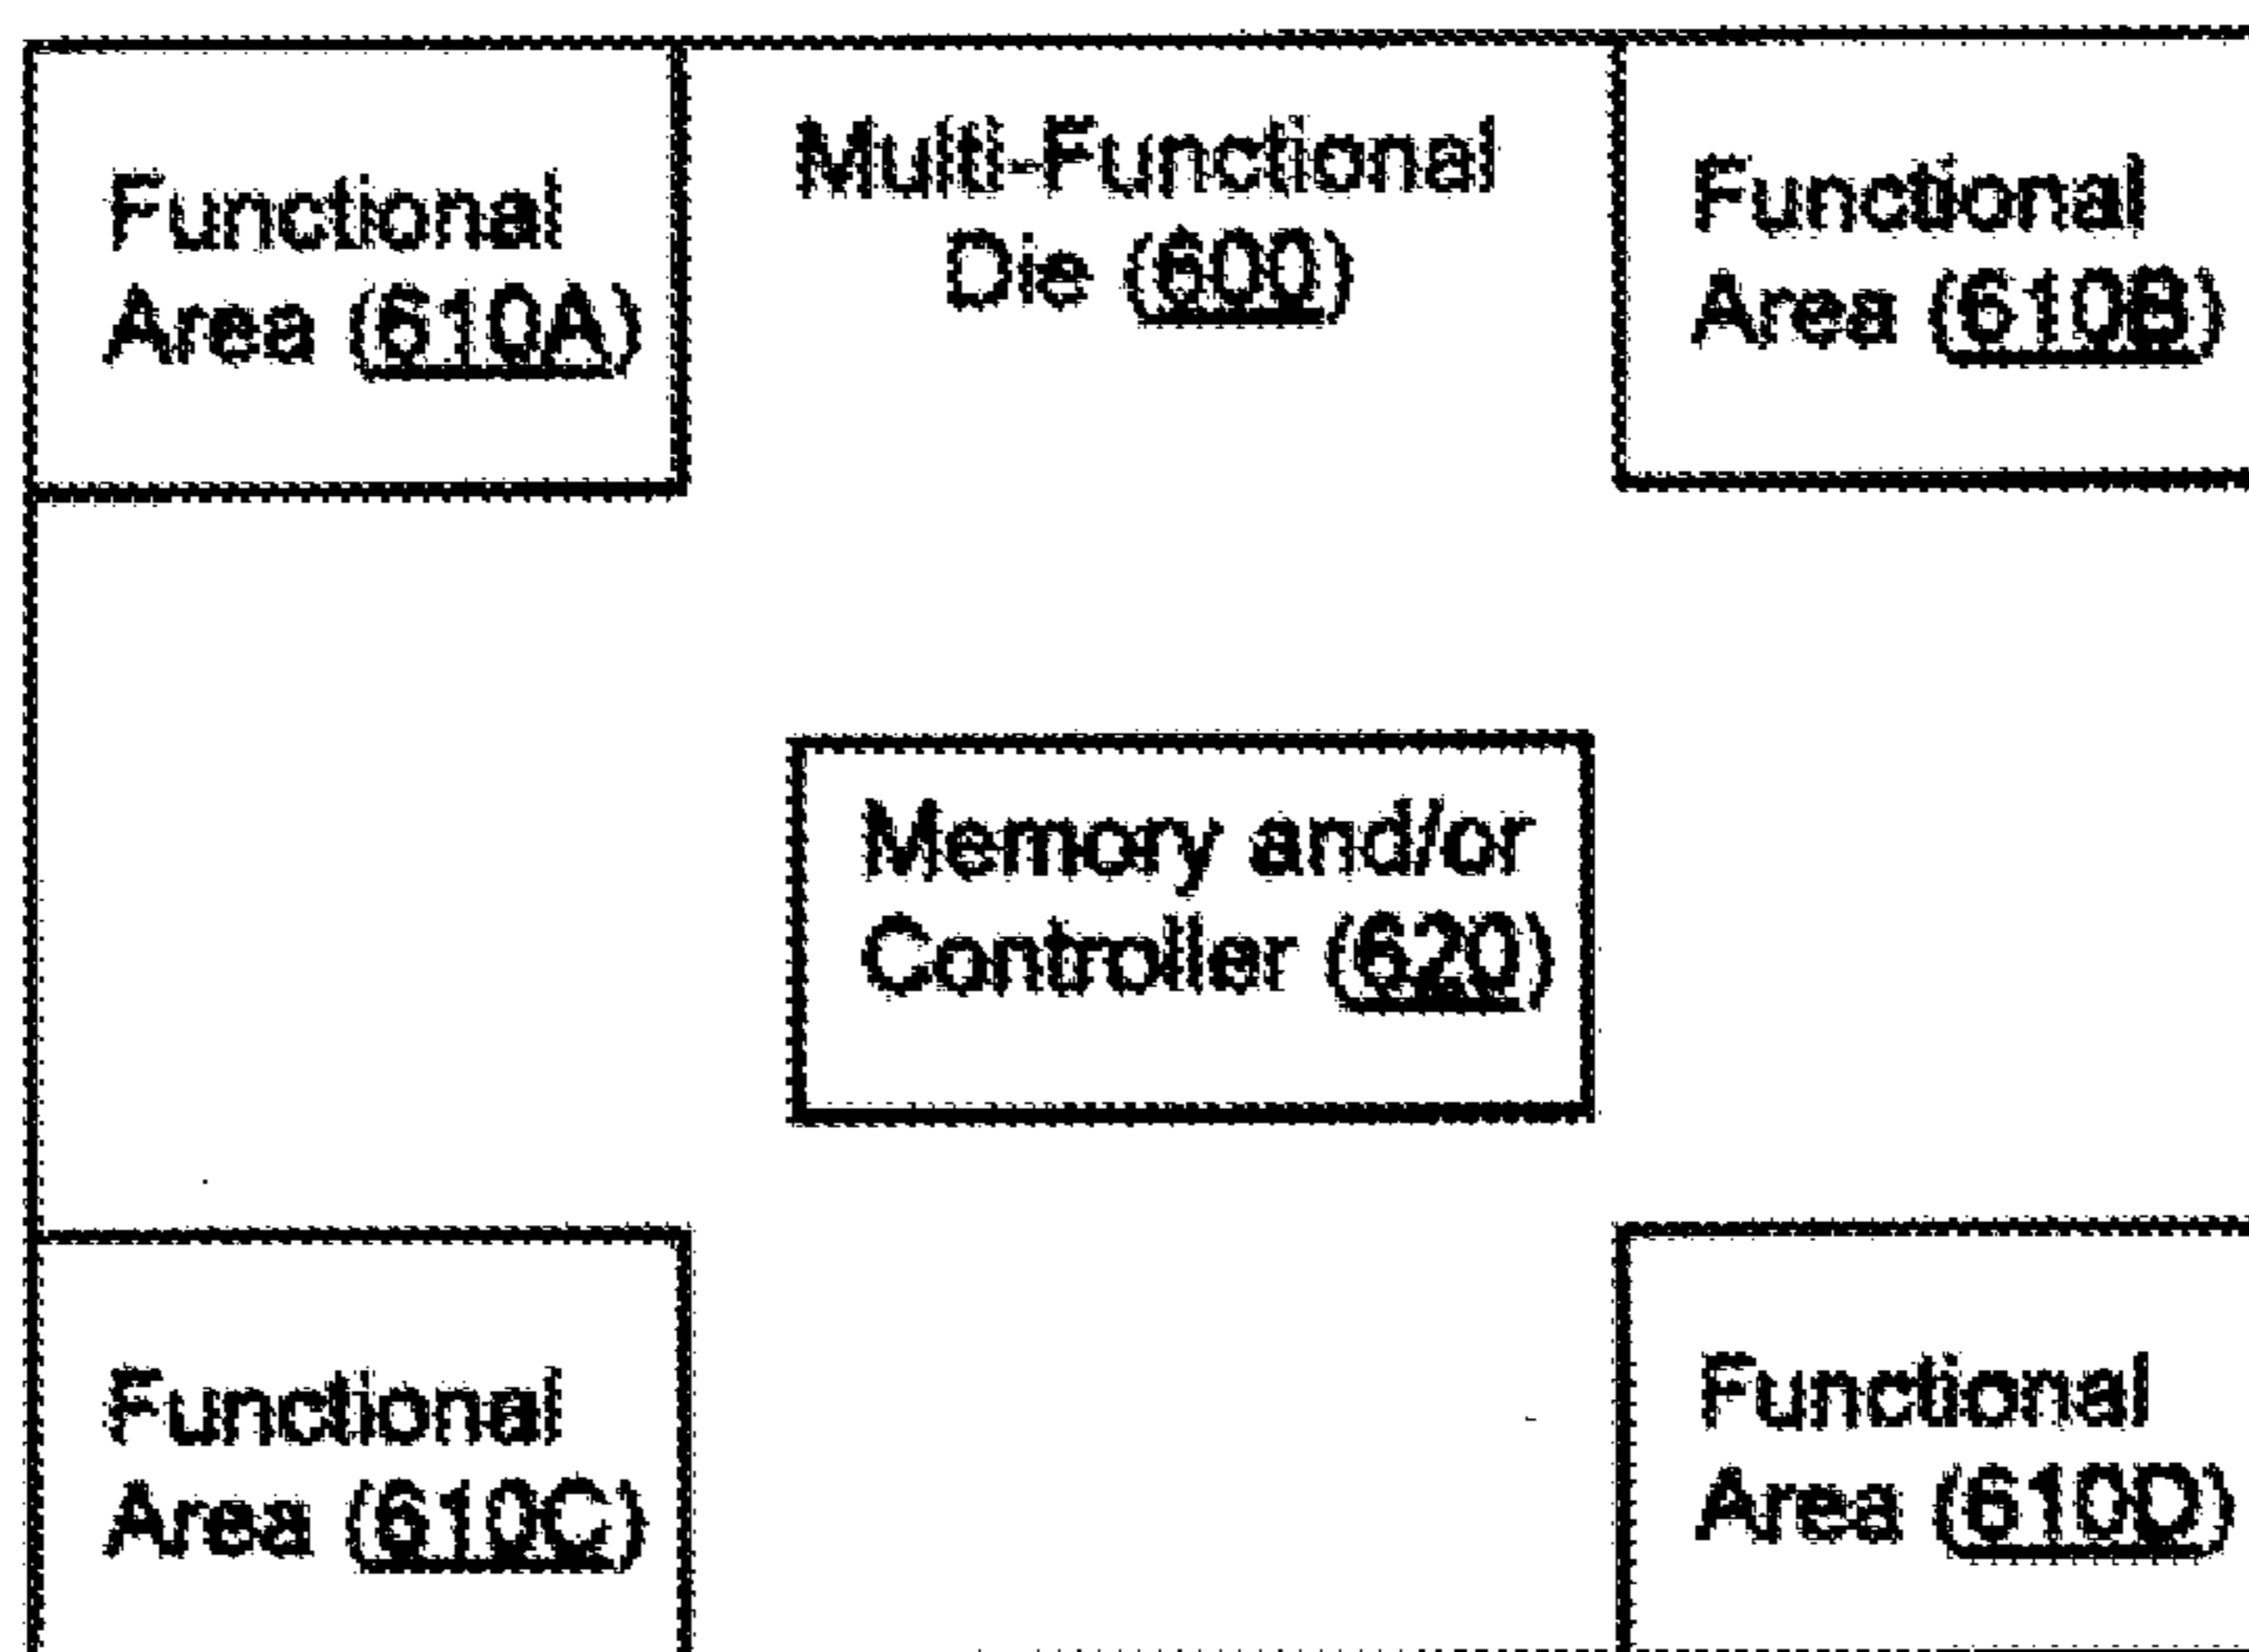 Functional
Area (610A)
Multi-Functional
Die (600)
Functional
Area (610B)
Memory and/or
Controller (620)
Functional
Area (610C)
Functional
Area (610D)